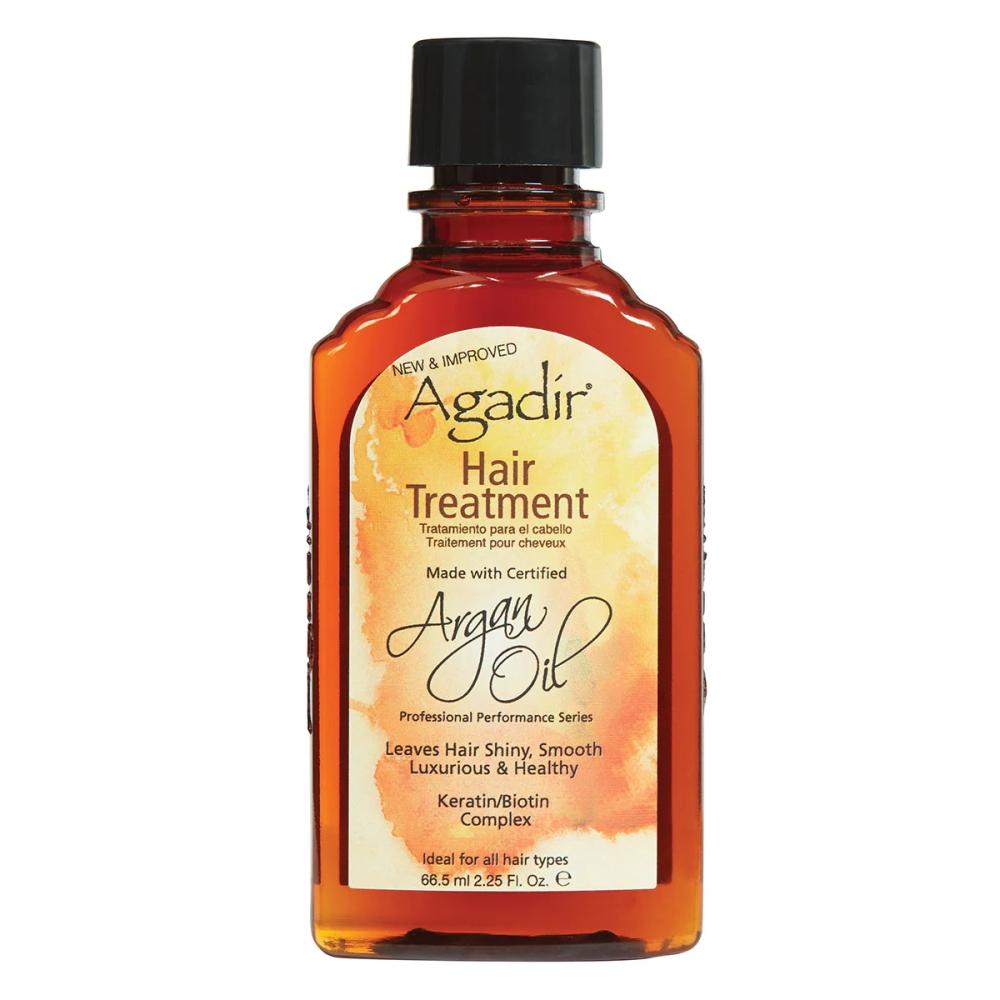 NEW & IMPROVED
Agadír®
Hair
Treatment
Tratamiento para el cabello
Traitement pour cheveux
Made with Certified
Argan
Oil
Professional Performance Series
Leaves Hair Shiny, Smooth
Luxurious & Healthy
Keratin/Biotin
Complex
Ideal for all hair types
66.5 ml 2.25 Fl. Oz. ℮